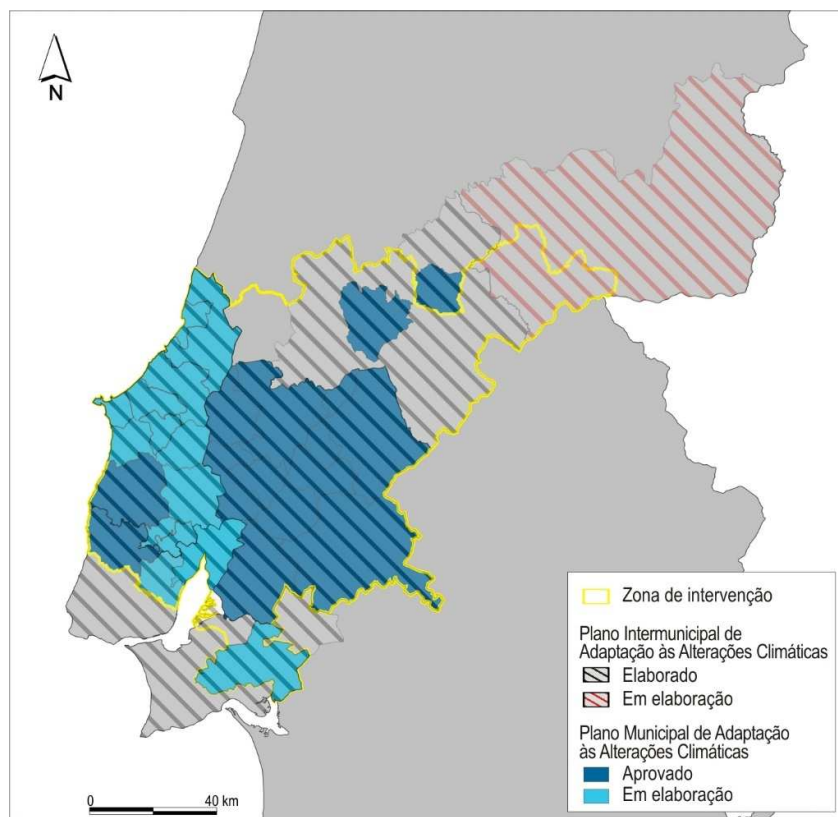 N
Zona de intervenção
Plano Intermunicipal de
Adaptação às Alterações Climáticas
Elaborado
Em elaboração
Plano Municipal de Adaptação
às Alterações Climáticas
Aprovado
Em elaboração
0 40 km